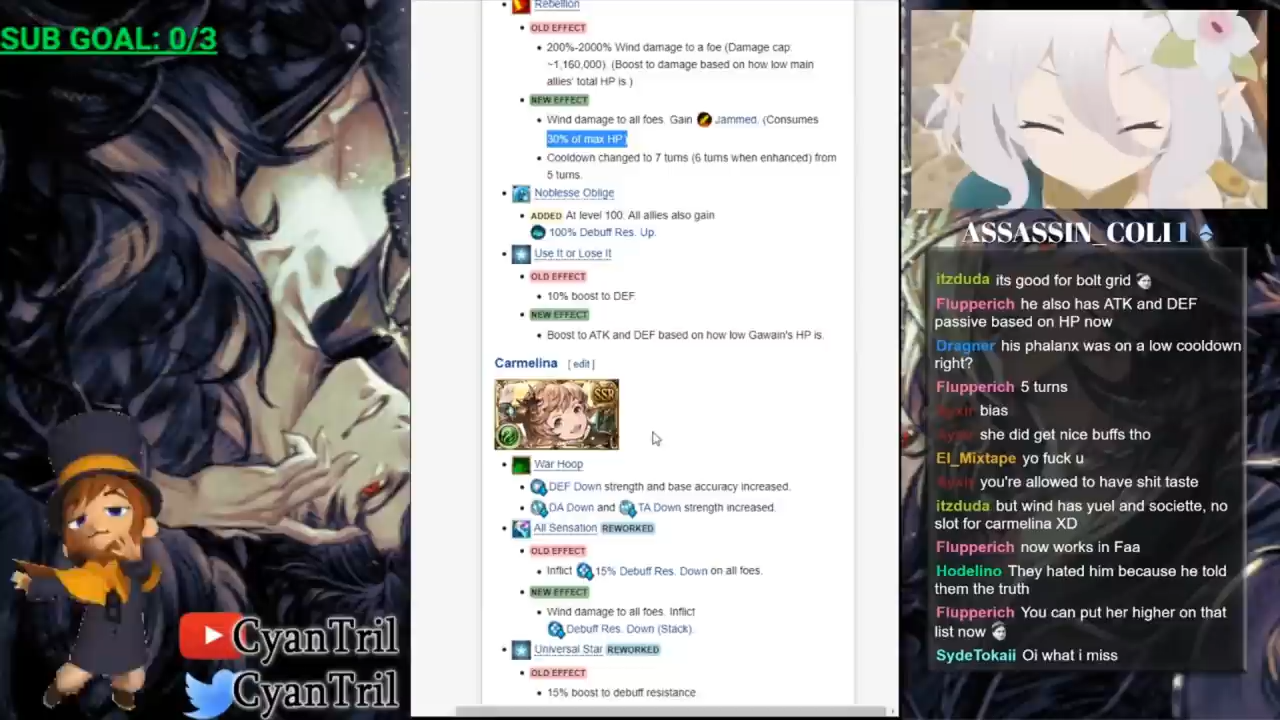 SUB GOAL: 0/3
Rebellion
OLD EFFECT
200%-2000% Wind damage to a foe (Damage cap:
~1,160,000) (Boost to damage based on how low main
allies' total HP is )
NEW EFFECT
Wind damage to all foes. Gain Jammed. (Consumes
30% of max HP)
Cooldown changed to 7 turns (6 turns when enhanced) from
5 turns.
Noblesse Oblige
ADDED At level 100: All allies also gain
100% Debuff Res. Up.
Use It or Lose It
OLD EFFECT
10% boost to DEF.
NEW EFFECT
Boost to ATK and DEF based on how low Gawain's HP is.
Carmelina [ edit ]
SSR
War Hoop
DEF Down strength and base accuracy increased.
DA Down and TA Down strength increased.
All Sensation REWORKED
OLD EFFECT
Inflict 15% Debuff Res. Down on all foes.
NEW EFFECT
Wind damage to all foes. Inflict
Debuff Res. Down (Stack).
Universal Star REWORKED
OLD EFFECT
15% boost to debuff resistance.
CyanTril
CyanTril
ASSASSIN_COLI 1
itzduda its good for bolt grid
Flupperich he also has ATK and DEF
passive based on HP now
Dragner his phalanx was on a low cooldown
right?
Flupperich 5 turns
bias
she did get nice buffs tho
El_Mixtape yo fuck u
you're allowed to have shit taste
itzduda but wind has yuel and societte, no
slot for carmelina XD
Flupperich now works in Faa
Hodelino They hated him because he told
them the truth
Flupperich You can put her higher on that
list now
SydeTokaii Oi what i miss